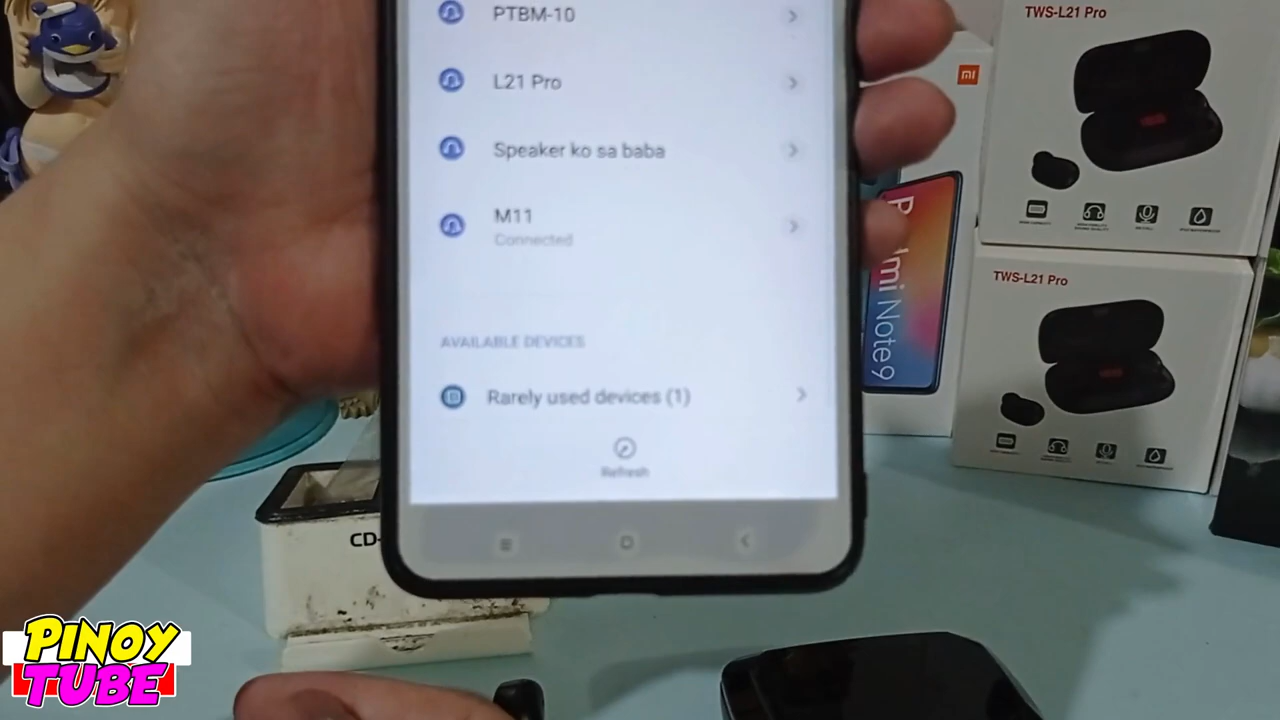 PTBM-10
L21 Pro
Speaker ko sa baba
M11
Connected
AVAILABLE DEVICES
Rarely used devices (1)
Refresh
TWS-L21 Pro
TWS-L21 Pro
Redmi Note9
CD-
PINOY
TUBE